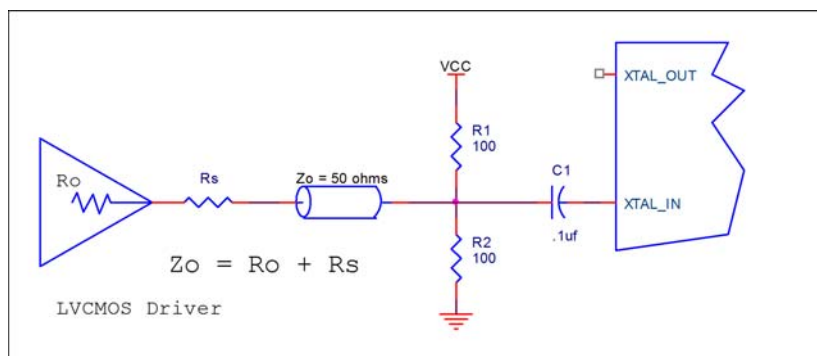 VCC
XTAL_OUT
R1
100
Ro
Rs
Zo = 50 ohms
C1
XTAL_IN
.1uf
R2
100
Zo = Ro + Rs
LVCMOS Driver